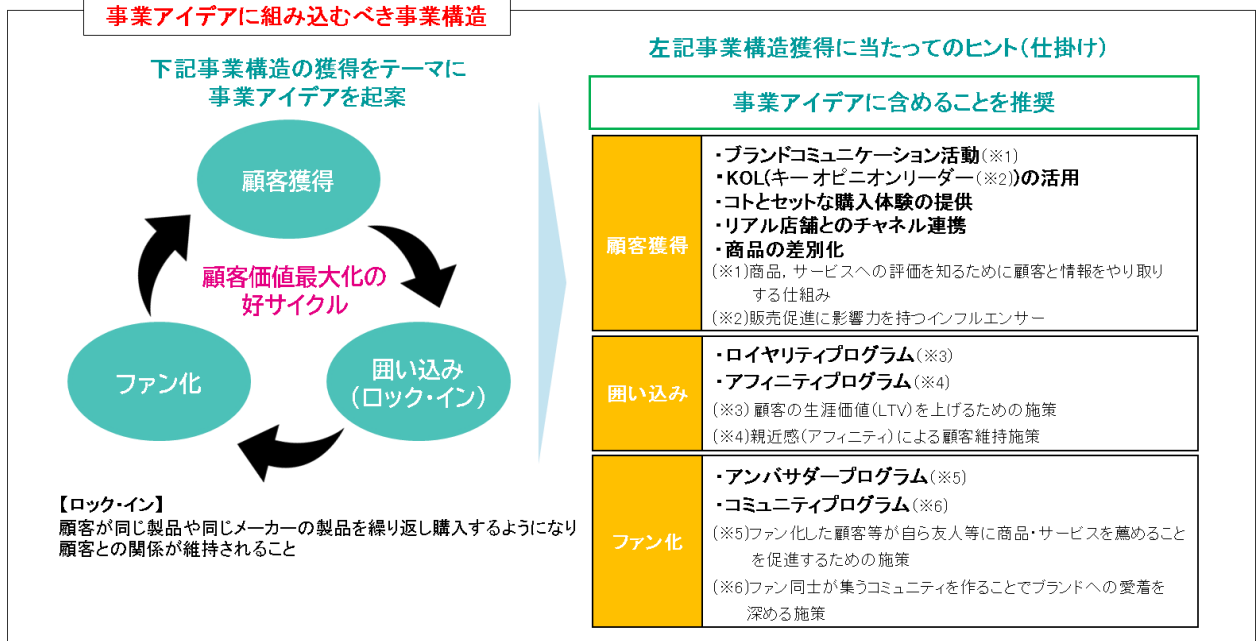 事業アイデアに組み込むべき事業構造
下記事業構造の獲得をテーマに
事業アイデアを起案
顧客獲得
顧客価値最大化の
好サイクル
ファン化
囲い込み
(ロック・イン)
【ロック・イン】
顧客が同じ製品や同じメーカーの製品を繰り返し購入するようになり
顧客との関係が維持されること
左記事業構造獲得に当たってのヒント(仕掛け)
事業アイデアに含めることを推奨
顧客獲得
・ブランドコミュニケーション活動(※1)
・KOL(キーオピニオンリーダー(※2))の活用
・コトとセットな購入体験の提供
・リアル店舗とのチャネル連携
・商品の差別化
(※1)商品,サービスへの評価を知るために顧客と情報をやり取り
する仕組み
(※2)販売促進に影響力を持つインフルエンサー
囲い込み
・ロイヤリティプログラム(※3)
・アフィニティプログラム(※4)
(※3)顧客の生涯価値(LTV)を上げるための施策
(※4)親近感(アフィニティ)による顧客維持施策
ファン化
・アンバサダープログラム(※5)
・コミュニティプログラム(※6)
(※5)ファン化した顧客等が自ら友人等に商品・サービスを薦めること
を促進するための施策
(※6)ファン同士が集うコミュニティを作ることでブランドへの愛着を
深める施策